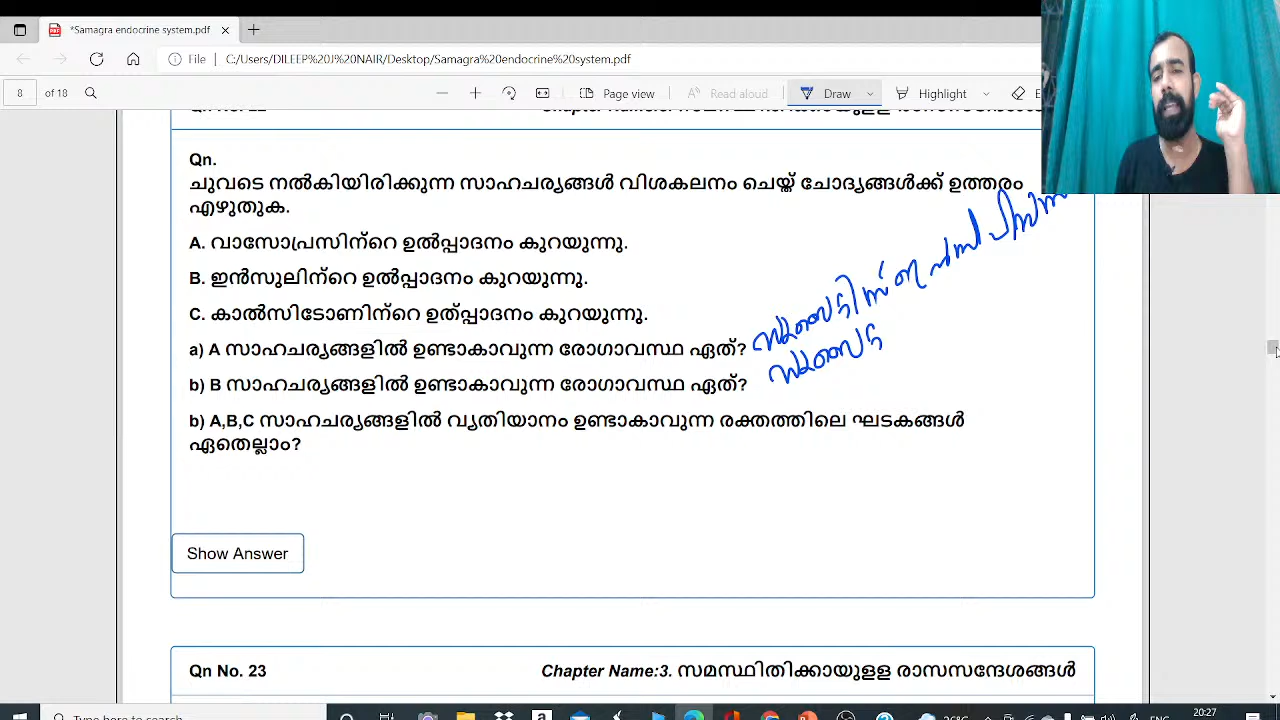 *Samagra endocrine system.pdf
File | C:/Users/DILEEP%20J%20NAIR/Desktop/Samagra%20endocrine%20system.pdf
8 of 18 Page view Read aloud Draw Highlight
Qn.
ചുവടെ നൽകിയിരിക്കുന്ന സാഹചര്യങ്ങൾ വിശകലനം ചെയ്ത് ചോദ്യങ്ങൾക്ക് ഉത്തരം
എഴുതുക.
A. വാസോപ്രസിന്റെ ഉൽപ്പാദനം കുറയുന്നു.
B. ഇൻസുലിന്റെ ഉൽപ്പാദനം കുറയുന്നു.
C. കാൽസിടോണിന്റെ ഉത്പ്പാദനം കുറയുന്നു.
a) A സാഹചര്യങ്ങളിൽ ഉണ്ടാകാവുന്ന രോഗാവസ്ഥ ഏത്?
b) B സാഹചര്യങ്ങളിൽ ഉണ്ടാകാവുന്ന രോഗാവസ്ഥ ഏത്?
b) A,B,C സാഹചര്യങ്ങളിൽ വ്യതിയാനം ഉണ്ടാകാവുന്ന രക്തത്തിലെ ഘടകങ്ങൾ
ഏതെല്ലാം?
Show Answer
Qn No. 23 Chapter Name:3. സമസ്ഥിതിക്കായുളള രാസസന്ദേശങ്ങൾ
20:27